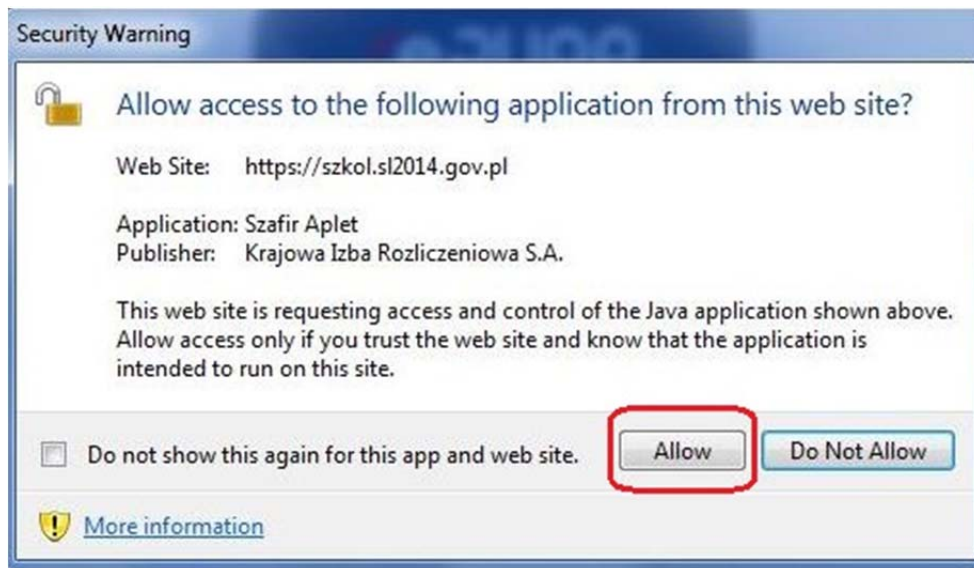 Security Warning
Allow access to the following application from this web site?
Web Site: https://szkol.sl2014.gov.pl
Application: Szafir Aplet
Publisher: Krajowa Izba Rozliczeniowa S.A.
This web site is requesting access and control of the Java application shown above.
Allow access only if you trust the web site and know that the application is
intended to run on this site.
Do not show this again for this app and web site. Allow Do Not Allow
More information